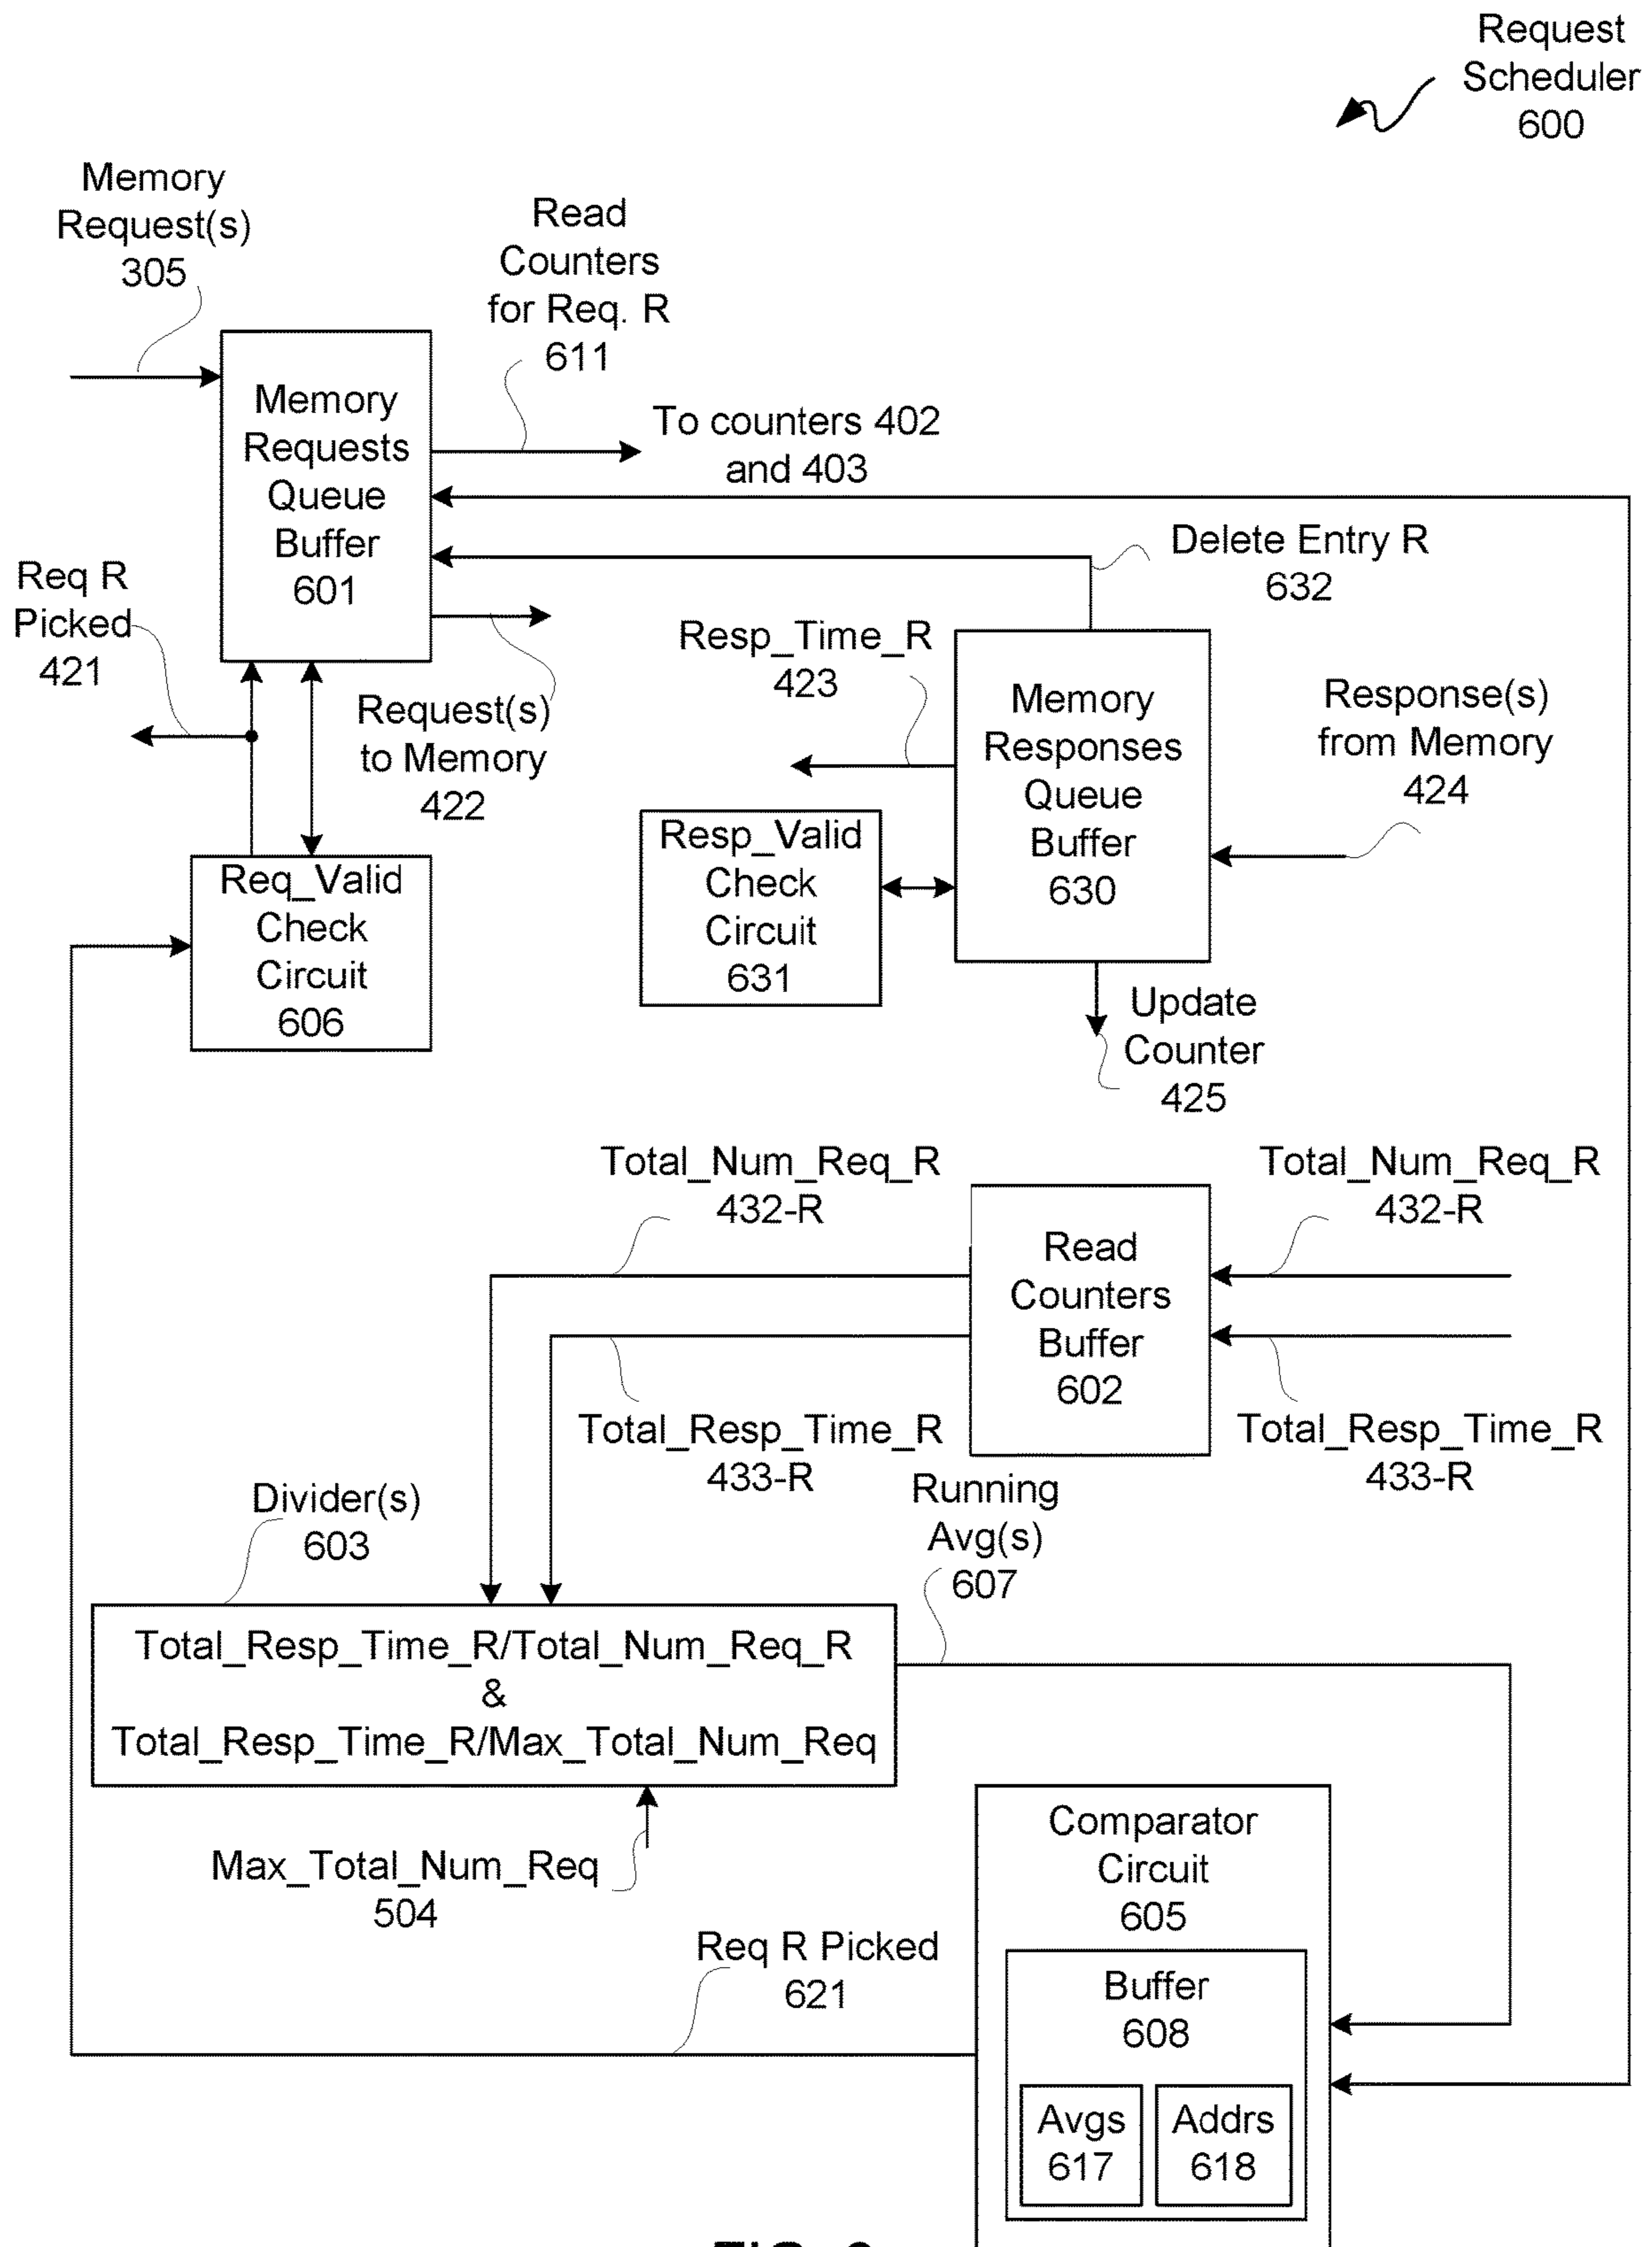 Request
Scheduler
600
Memory
Request(s)
305
Read
Counters
for Req. R
611
Memory
Requests
Queue
Buffer
601
To counters 402
and 403
Delete Entry R
632
Req R
Picked
421
Request(s)
to Memory
422
Resp_Time_R
423
Memory
Responses
Queue
Buffer
630
Response(s)
from Memory
424
Req_Valid
Check
Circuit
606
Resp_Valid
Check
Circuit
631
Update
Counter
425
Total_Num_Req_R
432-R
Total_Num_Req_R
432-R
Read
Counters
Buffer
602
Total_Resp_Time_R
433-R
Total_Resp_Time_R
433-R
Divider(s)
603
Running
Avg(s)
607
Total_Resp_Time_R/Total_Num_Req_R
&
Total_Resp_Time_R/Max_Total_Num_Req
Max_Total_Num_Req
504
Comparator
Circuit
605
Req R Picked
621
Buffer
608
Avgs
617
Addrs
618